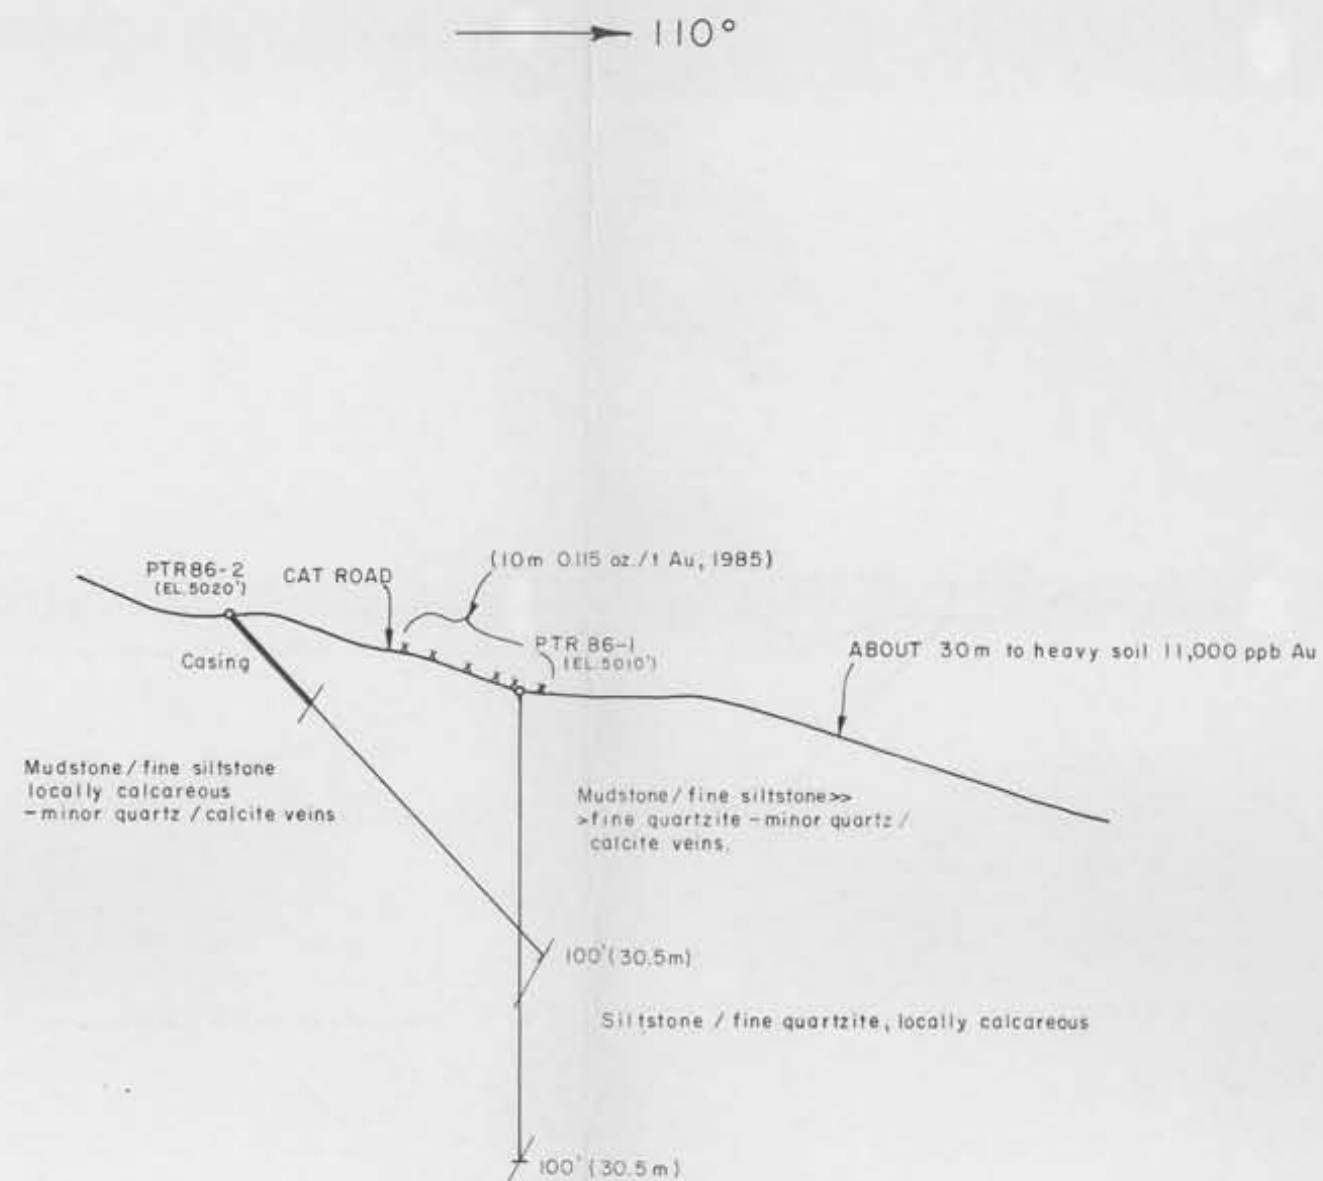 110°
(10m 0.115 oz./t Au, 1985)
PTR86-2
(EL. 5020')
CAT ROAD
PTR 86-1
(EL. 5010')
ABOUT 30m to heavy soil 11,000 ppb Au
Casing
Mudstone/fine siltstone
locally calcareous
-minor quartz/calcite veins
Mudstone/fine siltstone>>
>fine quartzite-minor quartz/
calcite veins.
100'(30.5m)
Siltstone / fine quartzite, locally calcareous
100' (30.5m)